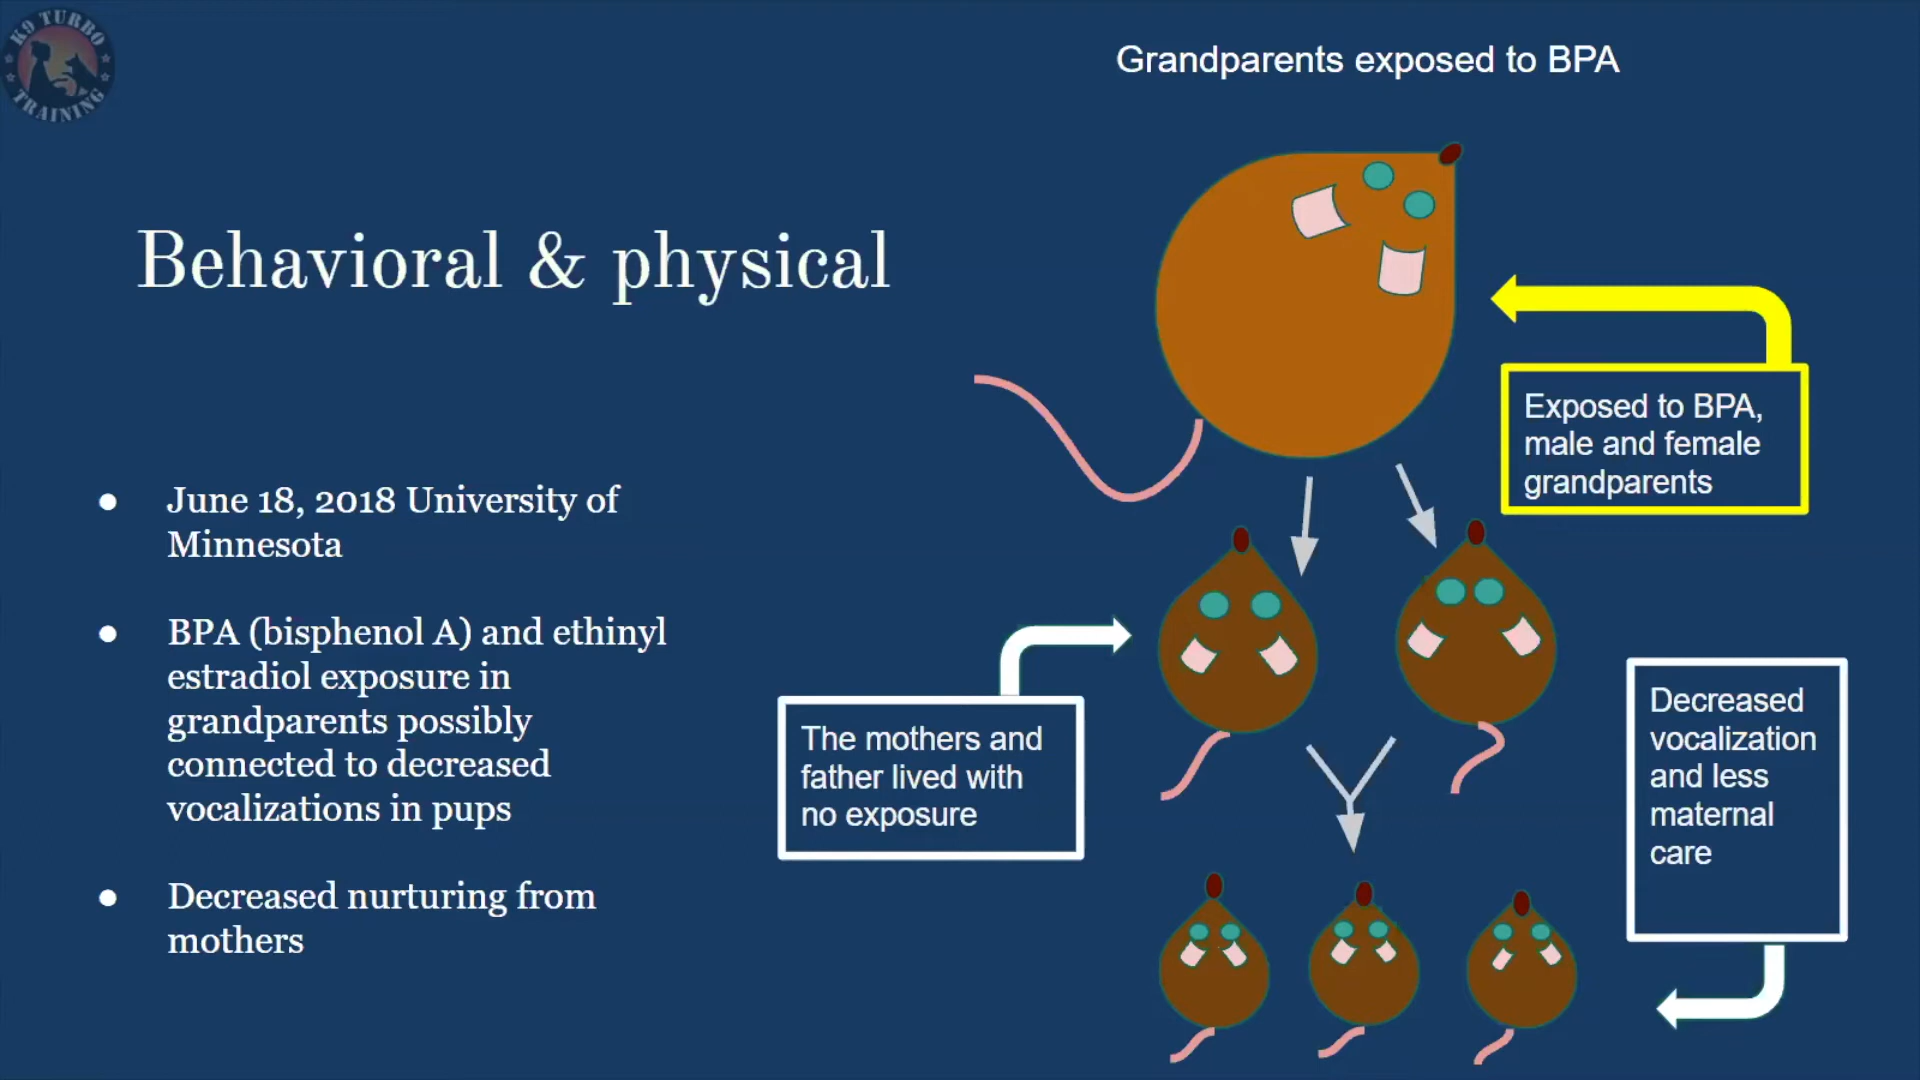 K9 TURBO
TRAINING
Grandparents exposed to BPA
Behavioral & physical
● June 18, 2018 University of
Minnesota
● BPA (bisphenol A) and ethinyl
estradiol exposure in
grandparents possibly
connected to decreased
vocalizations in pups
● Decreased nurturing from
mothers
Exposed to BPA,
male and female
grandparents
The mothers and
father lived with
no exposure
Decreased
vocalization
and less
maternal
care